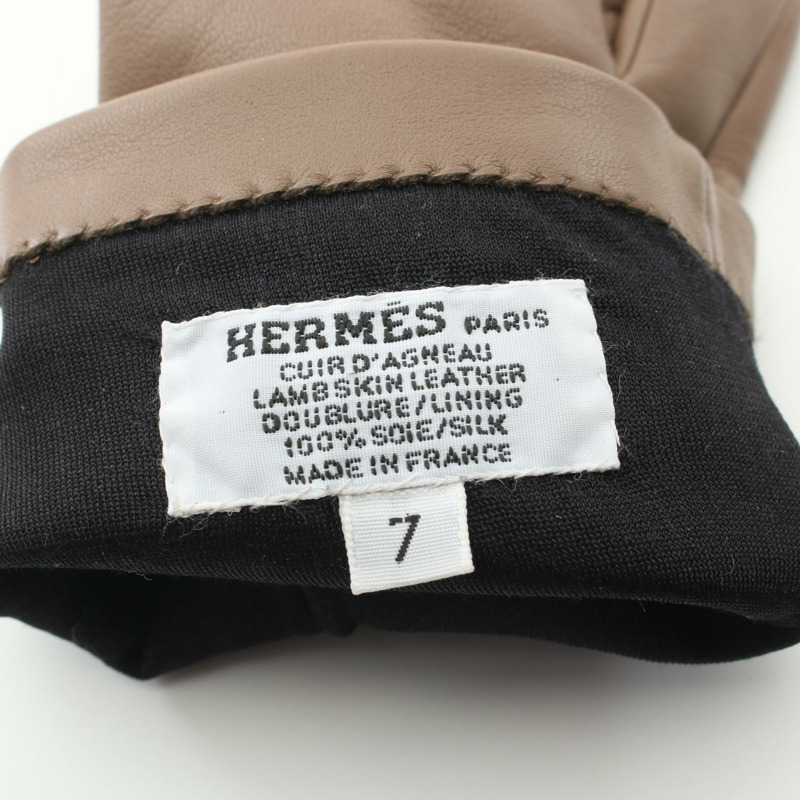 HERMÈS PARIS
CUIR D'AGNEAU
LAMBSKIN LEATHER
DOUBLURE/LINING
100% SOIE/SILK
MADE IN FRANCE
7